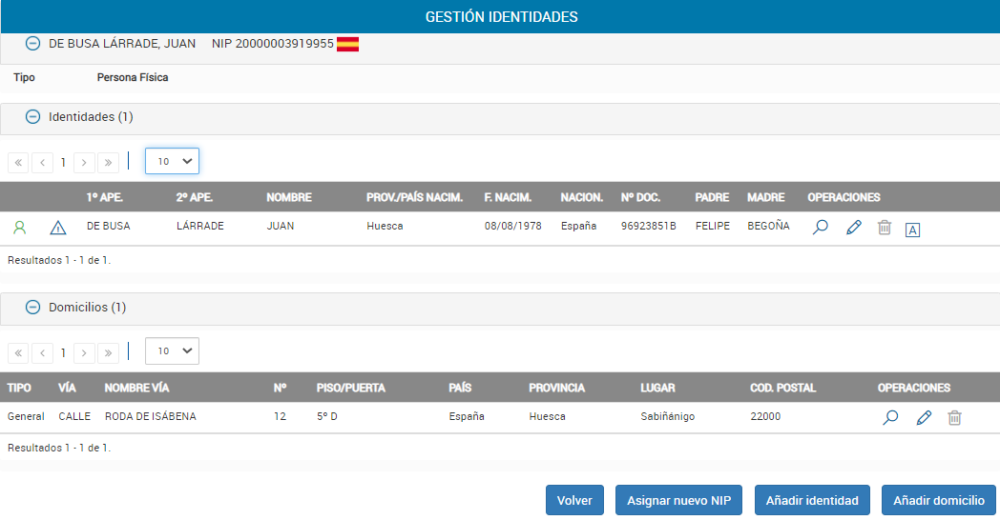 GESTIÓN IDENTIDADES
DE BUSA LÁRRADE, JUAN NIP 20000003919955
Tipo Persona Física
Identidades (1)
« ‹ 1 › » 10
1º APE. 2º APE. NOMBRE PROV./PAÍS NACIM. F. NACIM. NACION. Nº DOC. PADRE MADRE OPERACIONES
DE BUSA LÁRRADE JUAN Huesca 08/08/1978 España 96923851B FELIPE BEGOÑA A
Resultados 1 - 1 de 1.
Domicilios (1)
« ‹ 1 › » 10
TIPO VÍA NOMBRE VÍA Nº PISO/PUERTA PAÍS PROVINCIA LUGAR COD. POSTAL OPERACIONES
General CALLE RODA DE ISÁBENA 12 5º D España Huesca Sabiñánigo 22000
Resultados 1 - 1 de 1.
Volver Asignar nuevo NIP Añadir identidad Añadir domicilio